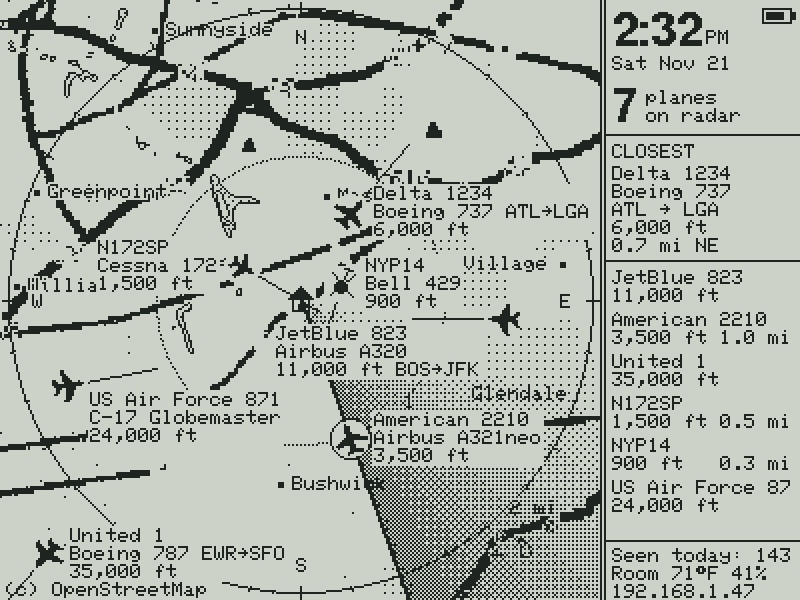 Sunnyside
N
Greenpoint
Delta 1234
Boeing 737 ATL→LGA
6,000 ft
N172SP
Cessna 172
1,500 ft
W
NYP14
Bell 429
900 ft
Village
E
JetBlue 823
Airbus A320
11,000 ft BOS→JFK
US Air Force 871
C-17 Globemaster
24,000 ft
Glendale
American 2210
Airbus A321neo
3,500 ft
Bushwick
2 mi
United 1
Boeing 787 EWR→SFO
35,000 ft
S
(c) OpenStreetMap
2:32PM
Sat Nov 21
7 planes
on radar
CLOSEST
Delta 1234
Boeing 737
ATL → LGA
6,000 ft
0.7 mi NE
JetBlue 823
11,000 ft
American 2210
3,500 ft 1.0 mi
United 1
35,000 ft
N172SP
1,500 ft 0.5 mi
NYP14
900 ft 0.3 mi
US Air Force 87
24,000 ft
Seen today: 143
Room 71°F 41%
192.168.1.47